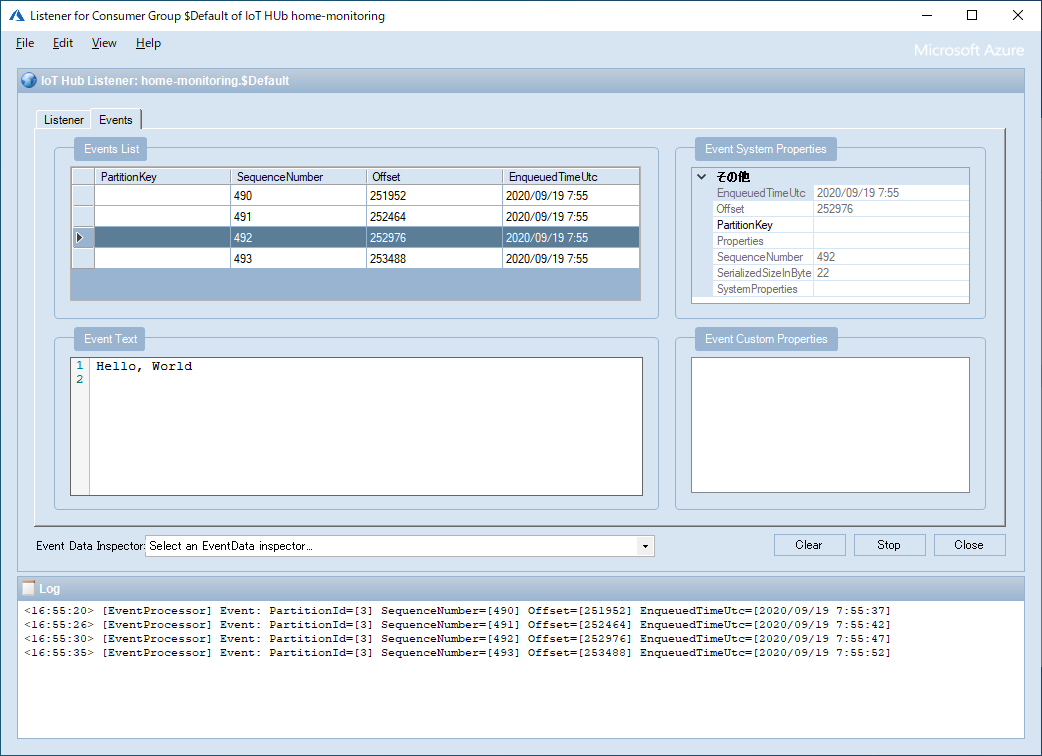 Listener for Consumer Group $Default of IoT HUb home-monitoring
File Edit View Help
Microsoft Azure
IoT Hub Listener: home-monitoring.$Default
Listener Events
Events List
PartitionKey SequenceNumber Offset EnqueuedTimeUtc
490 251952 2020/09/19 7:55
491 252464 2020/09/19 7:55
492 252976 2020/09/19 7:55
493 253488 2020/09/19 7:55
Event System Properties
その他
EnqueuedTimeUtc 2020/09/19 7:55
Offset 252976
PartitionKey
Properties
SequenceNumber 492
SerializedSizeInByte 22
SystemProperties
Event Text
1 Hello, World
2
Event Custom Properties
Event Data Inspector: Select an EventData inspector...
Clear Stop Close
Log
<16:55:20> [EventProcessor] Event: PartitionId=[3] SequenceNumber=[490] Offset=[251952] EnqueuedTimeUtc=[2020/09/19 7:55:37]
<16:55:26> [EventProcessor] Event: PartitionId=[3] SequenceNumber=[491] Offset=[252464] EnqueuedTimeUtc=[2020/09/19 7:55:42]
<16:55:30> [EventProcessor] Event: PartitionId=[3] SequenceNumber=[492] Offset=[252976] EnqueuedTimeUtc=[2020/09/19 7:55:47]
<16:55:35> [EventProcessor] Event: PartitionId=[3] SequenceNumber=[493] Offset=[253488] EnqueuedTimeUtc=[2020/09/19 7:55:52]